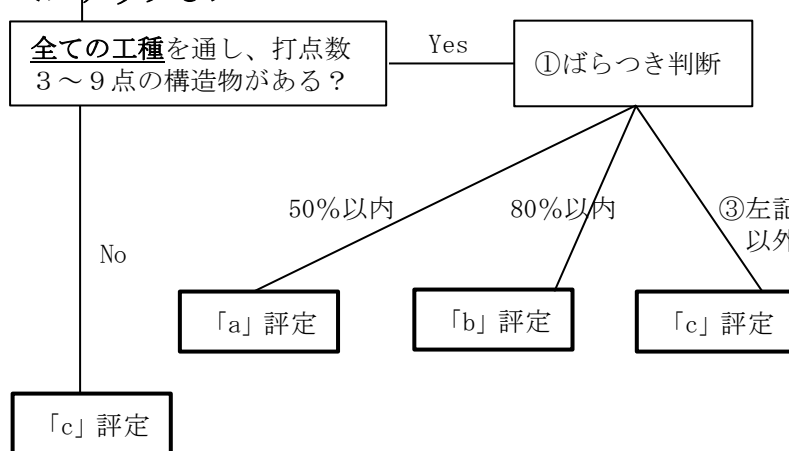 全ての工種を通し、打点数
３～９点の構造物がある？
Yes
①ばらつき判断
50％以内
80％以内
③左記
以外
No
「a」評定
「b」評定
「c」評定
「c」評定